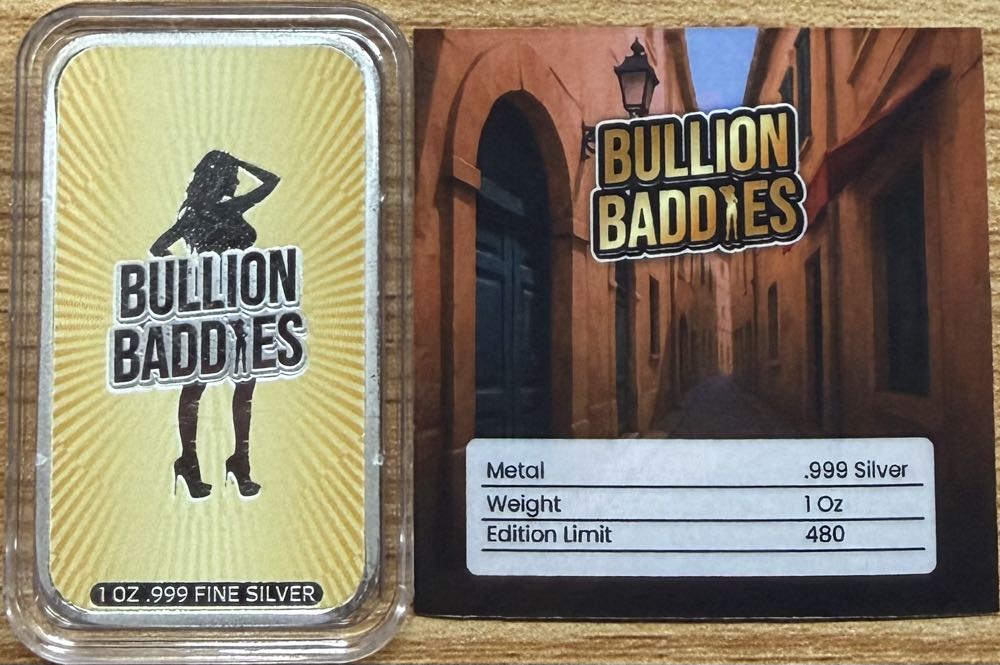 BULLION
BADDIES
1 OZ .999 FINE SILVER
BULLION
BADDIES
Metal .999 Silver
Weight 1 Oz
Edition Limit 480